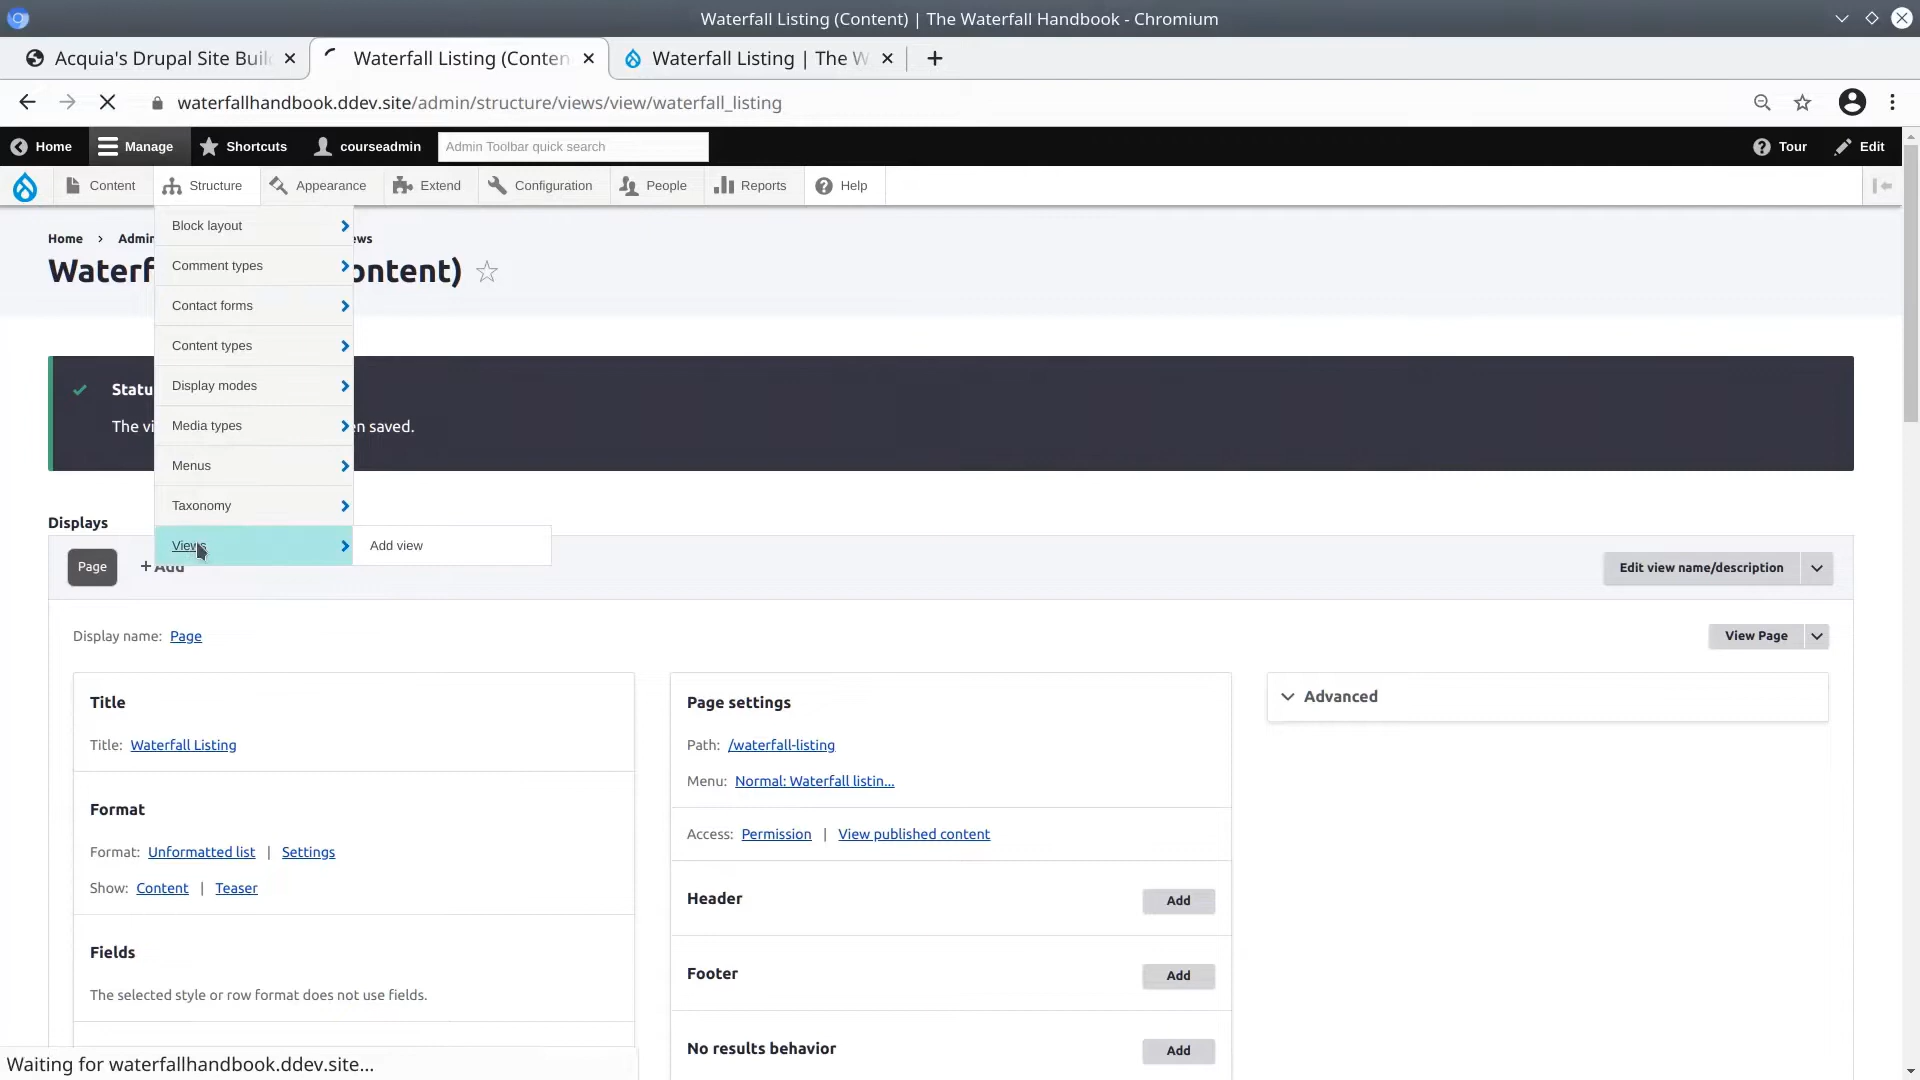 Waterfall Listing (Content) | The Waterfall Handbook - Chromium
Acquia's Drupal Site Buil
Waterfall Listing (Conten
Waterfall Listing | The W
waterfallhandbook.ddev.site/admin/structure/views/view/waterfall_listing
Home
Manage
Shortcuts
courseadmin
Admin Toolbar quick search
Tour
Edit
Content
Structure
Appearance
Extend
Configuration
People
Reports
Help
Block layout
Comment types
Contact forms
Content types
Display modes
Media types
Menus
Taxonomy
Views
Add view
Home › Admin
ews
Waterf
ontent)
Statu
The vi
n saved.
Displays
Page
+ Add
Edit view name/description
Display name: Page
View Page
Title
Title: Waterfall Listing
Format
Format: Unformatted list | Settings
Show: Content | Teaser
Fields
The selected style or row format does not use fields.
Page settings
Path: /waterfall-listing
Menu: Normal: Waterfall listin...
Access: Permission | View published content
Header
Add
Footer
Add
No results behavior
Add
Advanced
Waiting for waterfallhandbook.ddev.site...